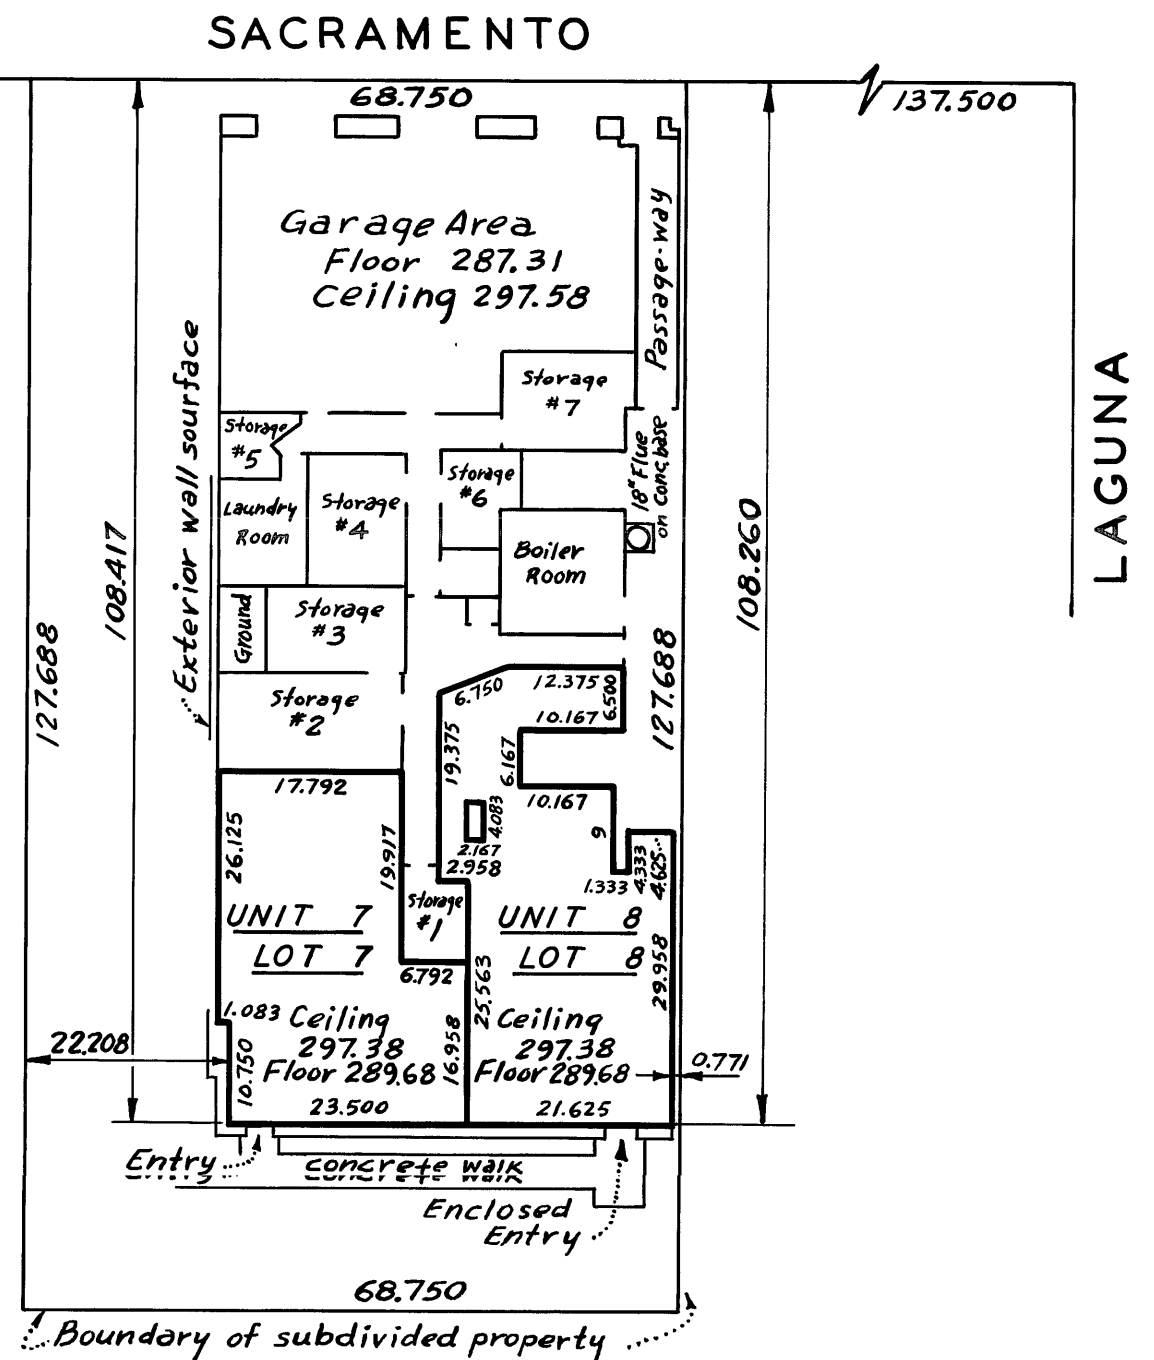 SACRAMENTO
68.750
137.500
Garage Area
Floor 287.31
Ceiling 297.58
Passage-way
LAGUNA
Exterior wall sourface
Storage
#7
Storage
#5
18" Flue
on Conc. base
Storage
#6
Laundry
Room
Storage
#4
Boiler
Room
108.417
108.260
127.688
127.688
Ground
Storage
#3
Storage
#2
6.750
12.375
6.500
10.167
19.375
6.167
10.167
17.792
26.125
19.917
4.083
2.167
2.958
9
1.333
4.333
4.625
Storage
#1
UNIT 7
LOT 7
UNIT 8
LOT 8
6.792
25.563
29.958
1.083
Ceiling
297.38
Floor 289.68
Ceiling
297.38
Floor 289.68
22.208
10.750
16.958
0.771
23.500
21.625
Entry
concrete walk
Enclosed
Entry
68.750
Boundary of subdivided property